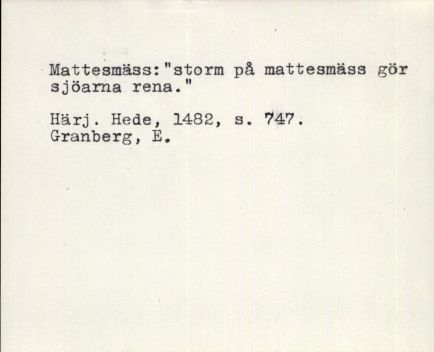 Mattesmäss:"storm på mattesmäss gör
sjöarna rena."
Härj. Hede, 1482, s. 747.
Granberg, E.